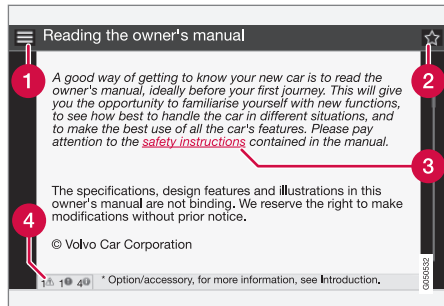 Reading the owner's manual
1
2
A good way of getting to know your new car is to read the
owner's manual, ideally before your first journey. This will give
you the opportunity to familiarise yourself with new functions,
to see how best to handle the car in different situations, and
to make the best use of all the car's features. Please pay
attention to the safety instructions contained in the manual.
3
The specifications, design features and illustrations in this
owner's manual are not binding. We reserve the right to make
modifications without prior notice.
4
© Volvo Car Corporation
1 1 4 * Option/accessory, for more information, see Introduction.
G050532